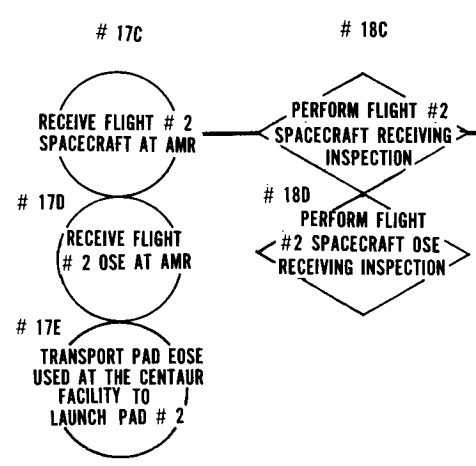 # 17C
RECEIVE FLIGHT # 2
SPACECRAFT AT AMR
# 17D
RECEIVE FLIGHT
# 2 OSE AT AMR
# 17E
TRANSPORT PAD EOSE
USED AT THE CENTAUR
FACILITY TO
LAUNCH PAD # 2
# 18C
PERFORM FLIGHT #2
SPACECRAFT RECEIVING
INSPECTION
# 18D
PERFORM FLIGHT
#2 SPACECRAFT OSE
RECEIVING INSPECTION